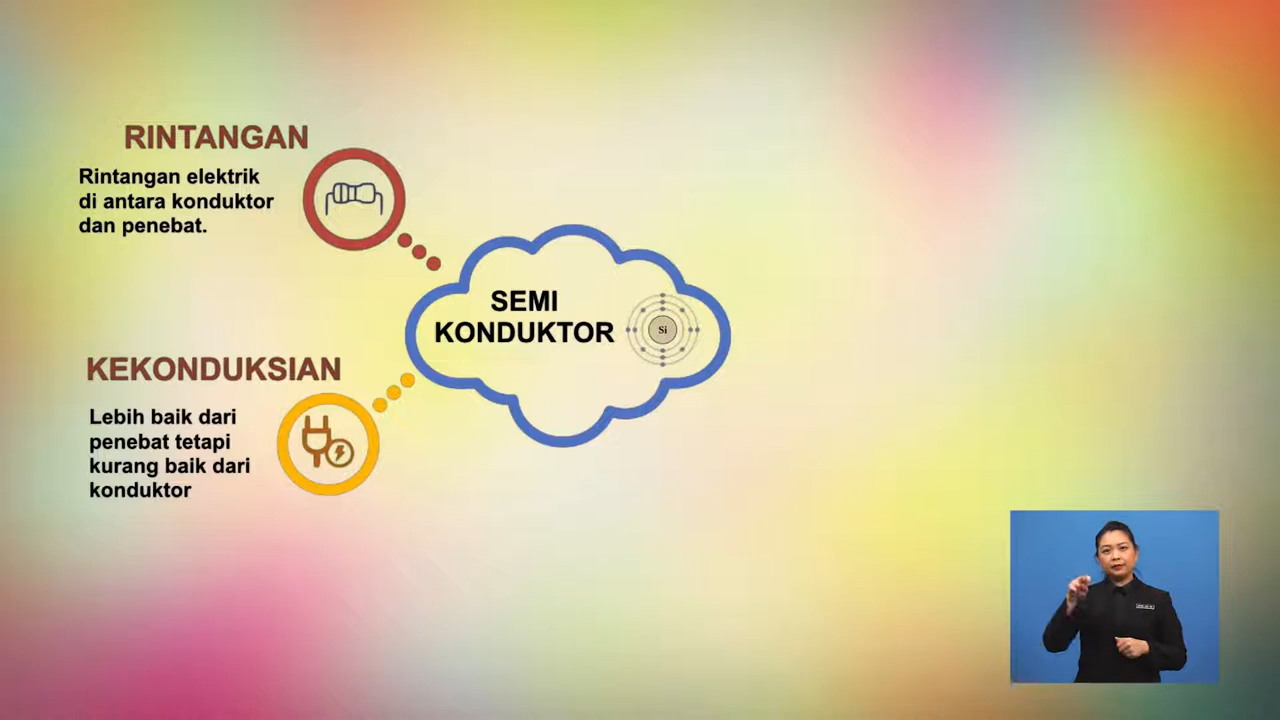 RINTANGAN
Rintangan elektrik
di antara konduktor
dan penebat.
SEMI
KONDUKTOR
Si
KEKONDUKSIAN
Lebih baik dari
penebat tetapi
kurang baik dari
konduktor